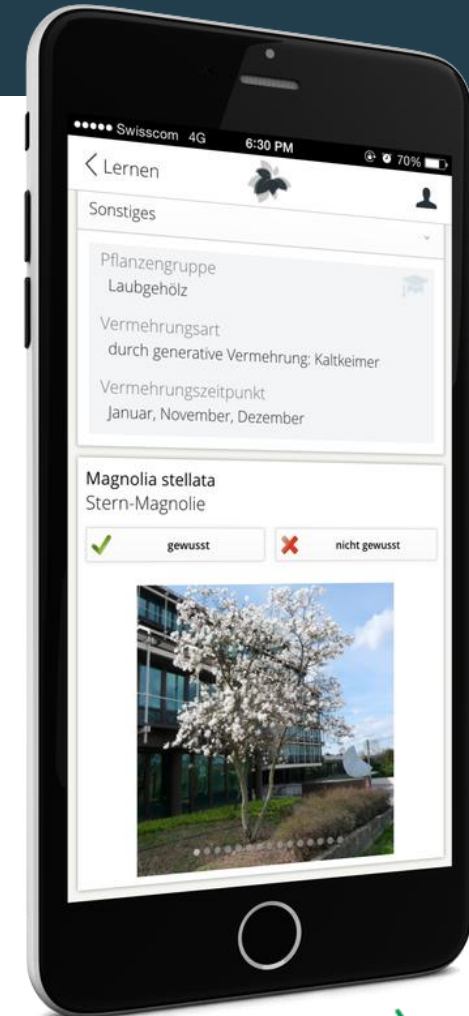 Swisscom 4G 6:30 PM 70%
Lernen
Sonstiges
Pflanzengruppe
Laubgehölz
Vermehrungsart
durch generative Vermehrung: Kaltkeimer
Vermehrungszeitpunkt
Januar, November, Dezember
Magnolia stellata
Stern-Magnolie
gewusst nicht gewusst